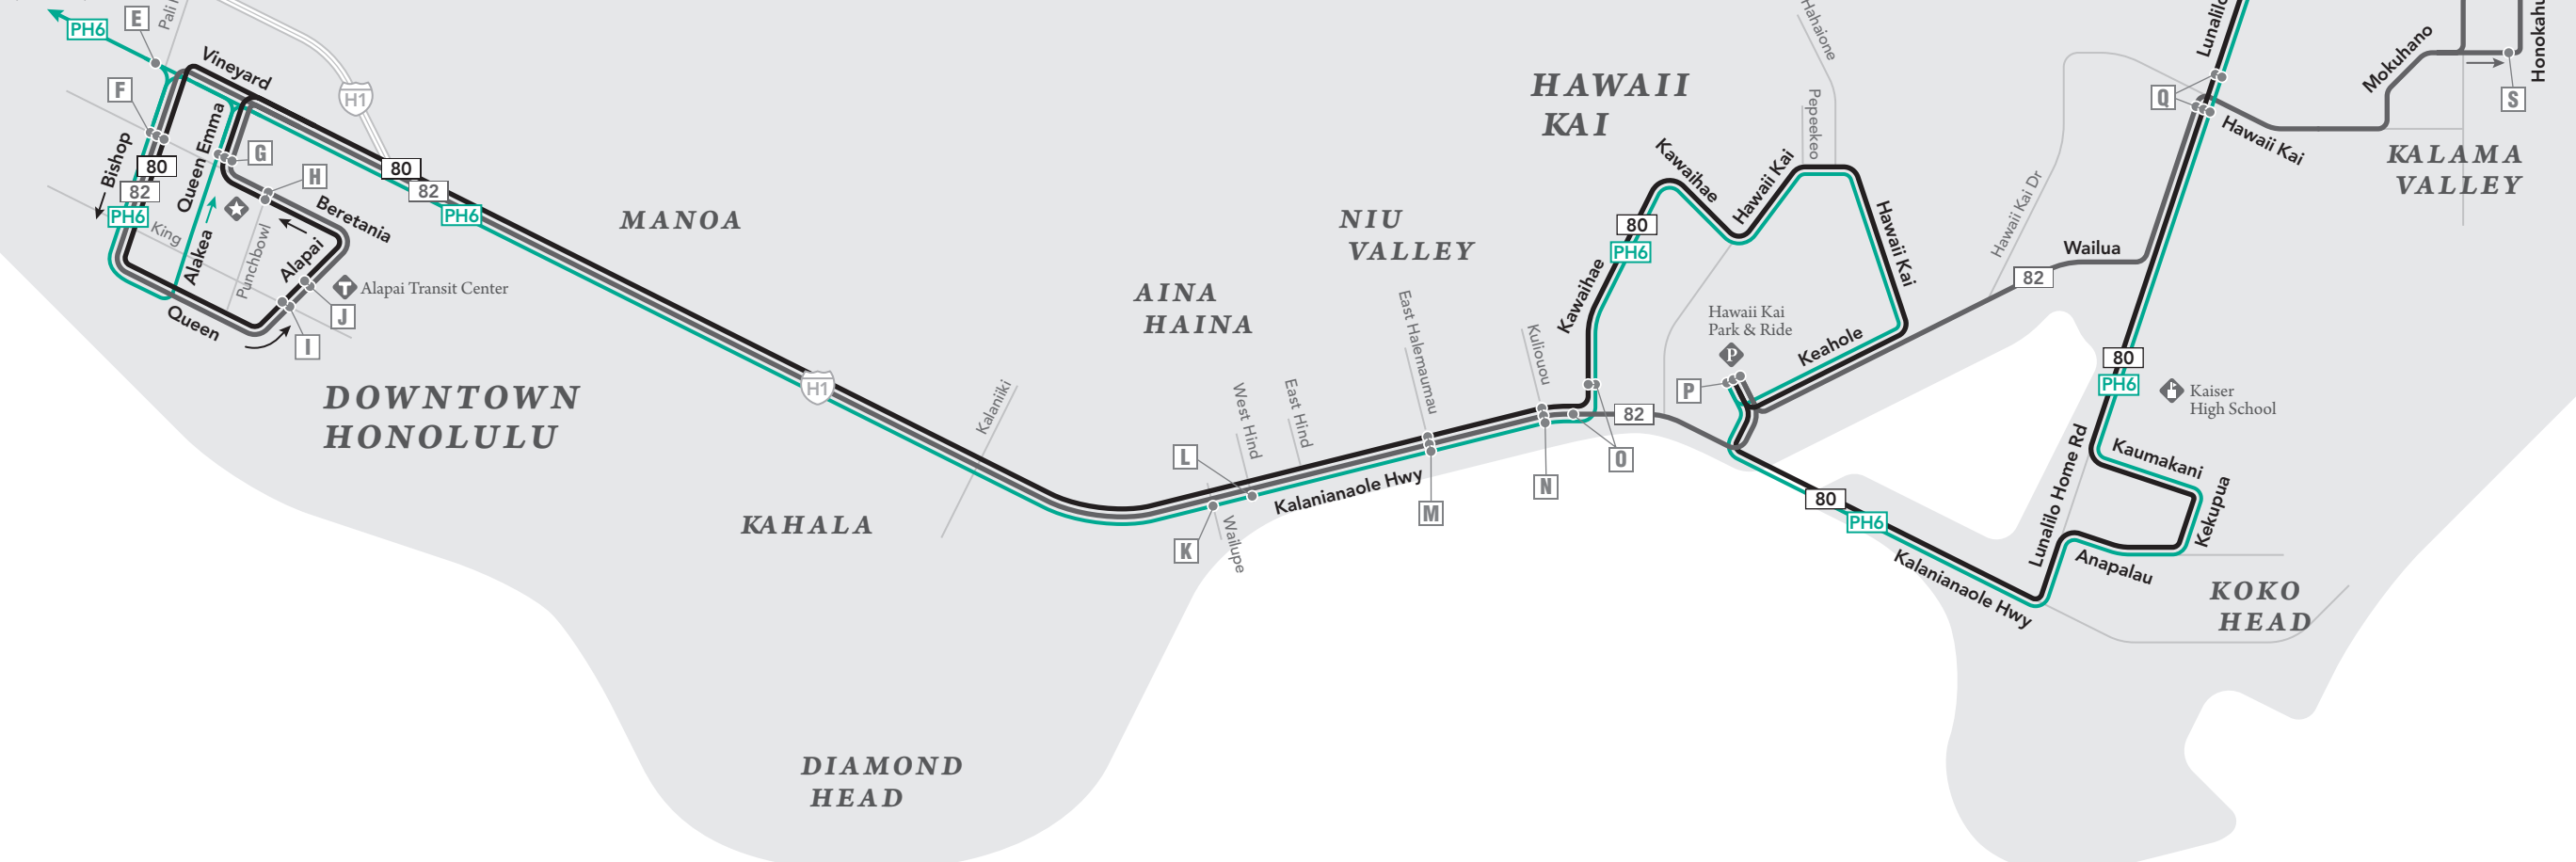 E
Pali
PH6
F
Vineyard
H1
Bishop
80
82
PH6
Queen Emma
G
H
Beretania
King
Alakea
Punchbowl
Alapai
Alapai Transit Center
Queen
J
I
80
82
PH6
DOWNTOWN
HONOLULU
MANOA
H1
KAHALA
Kalaniiki
DIAMOND
HEAD
AINA
HAINA
West Hind
East Hind
L
K
Wailupe
Kalanianaole Hwy
NIU
VALLEY
East Halemaumau
M
Kuliouou
N
O
82
HAWAII
KAI
Kawaihae
80
PH6
Kawaihae
Hawaii Kai
Pepeekeo
Hahaione
Hawaii Kai
Hawaii Kai
Park & Ride
P
P
Keahole
80
PH6
Kalanianaole Hwy
Hawaii Kai Dr
82
Wailua
Lunalilo
Q
Hawaii Kai
Mokuhano
S
KALAMA
VALLEY
80
PH6
Kaiser
High School
Lunalilo Home Rd
Kaumakani
Kekupua
Anapalau
KOKO
HEAD